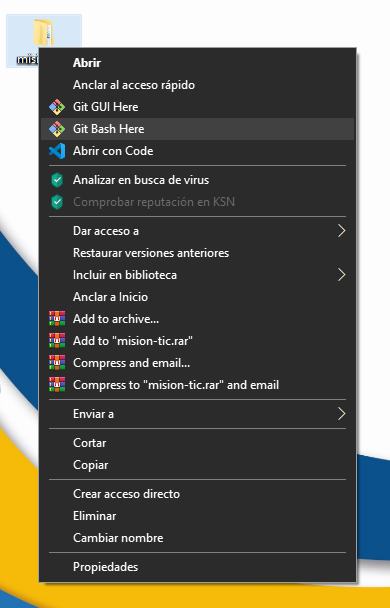 Abrir
Anclar al acceso rápido
Git GUI Here
Git Bash Here
Abrir con Code
Analizar en busca de virus
Comprobar reputación en KSN
Dar acceso a
Restaurar versiones anteriores
Incluir en biblioteca
Anclar a Inicio
Add to archive...
Add to "mision-tic.rar"
Compress and email...
Compress to "mision-tic.rar" and email
Enviar a
Cortar
Copiar
Crear acceso directo
Eliminar
Cambiar nombre
Propiedades